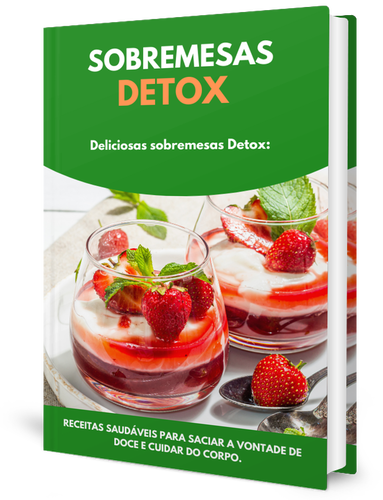 SOBREMESAS
DETOX
Deliciosas sobremesas Detox:
RECEITAS SAUDÁVEIS PARA SACIAR A VONTADE DE
DOCE E CUIDAR DO CORPO.